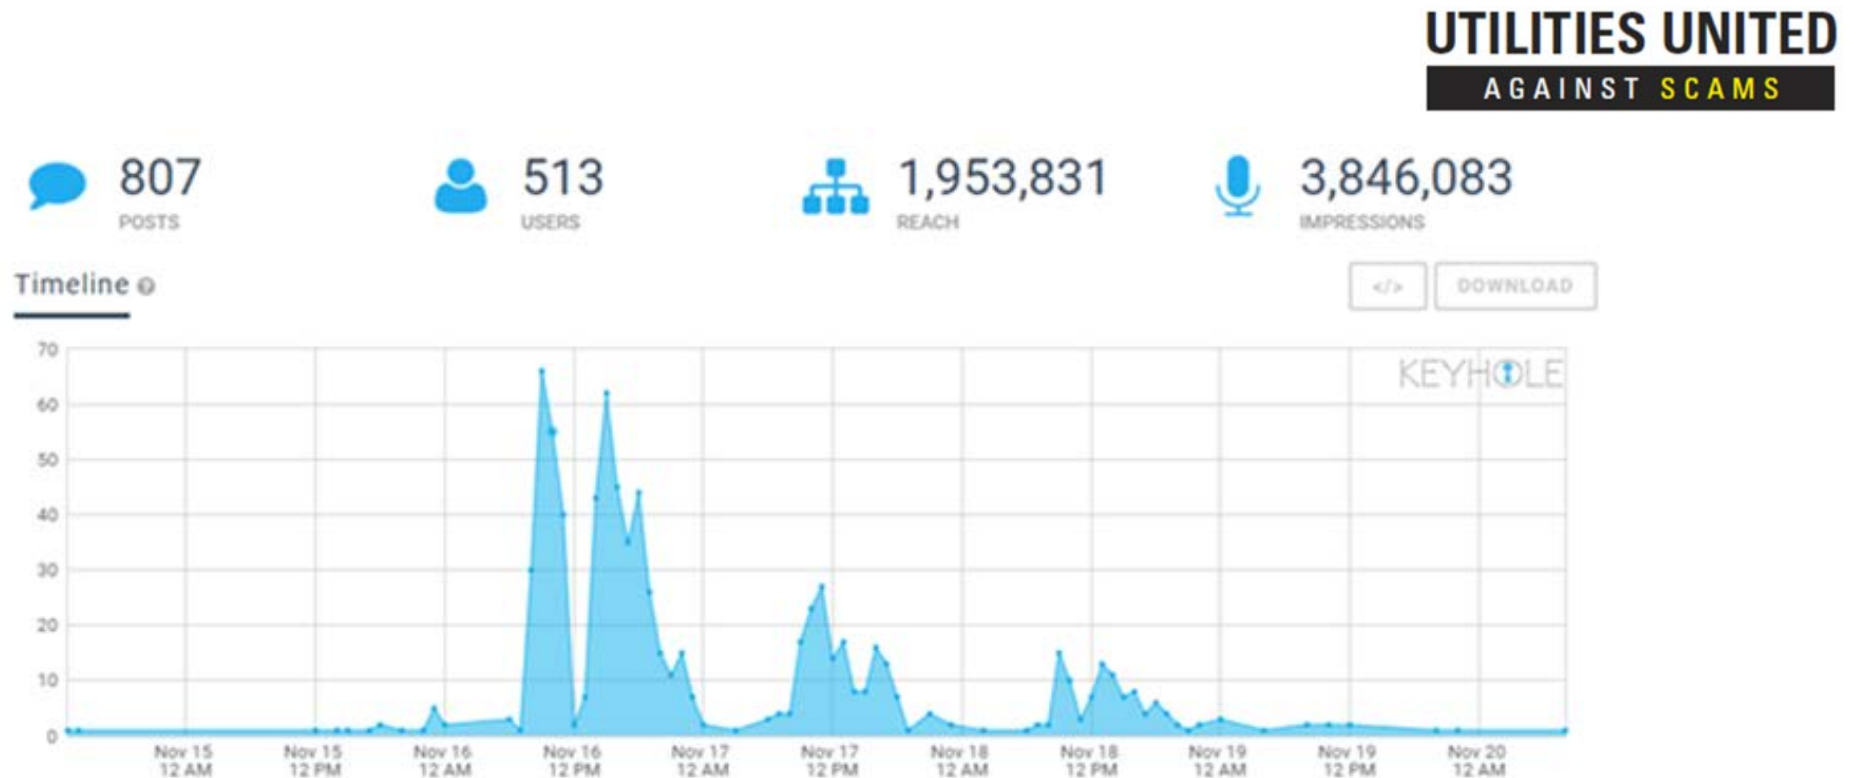 UTILITIES UNITED
AGAINST SCAMS
807
POSTS
513
USERS
1,953,831
REACH
3,846,083
IMPRESSIONS
Timeline ?
</>
DOWNLOAD
KEYHOLE
70
60
50
40
30
20
10
0
Nov 15
12 AM
Nov 15
12 PM
Nov 16
12 AM
Nov 16
12 PM
Nov 17
12 AM
Nov 17
12 PM
Nov 18
12 AM
Nov 18
12 PM
Nov 19
12 AM
Nov 19
12 PM
Nov 20
12 AM